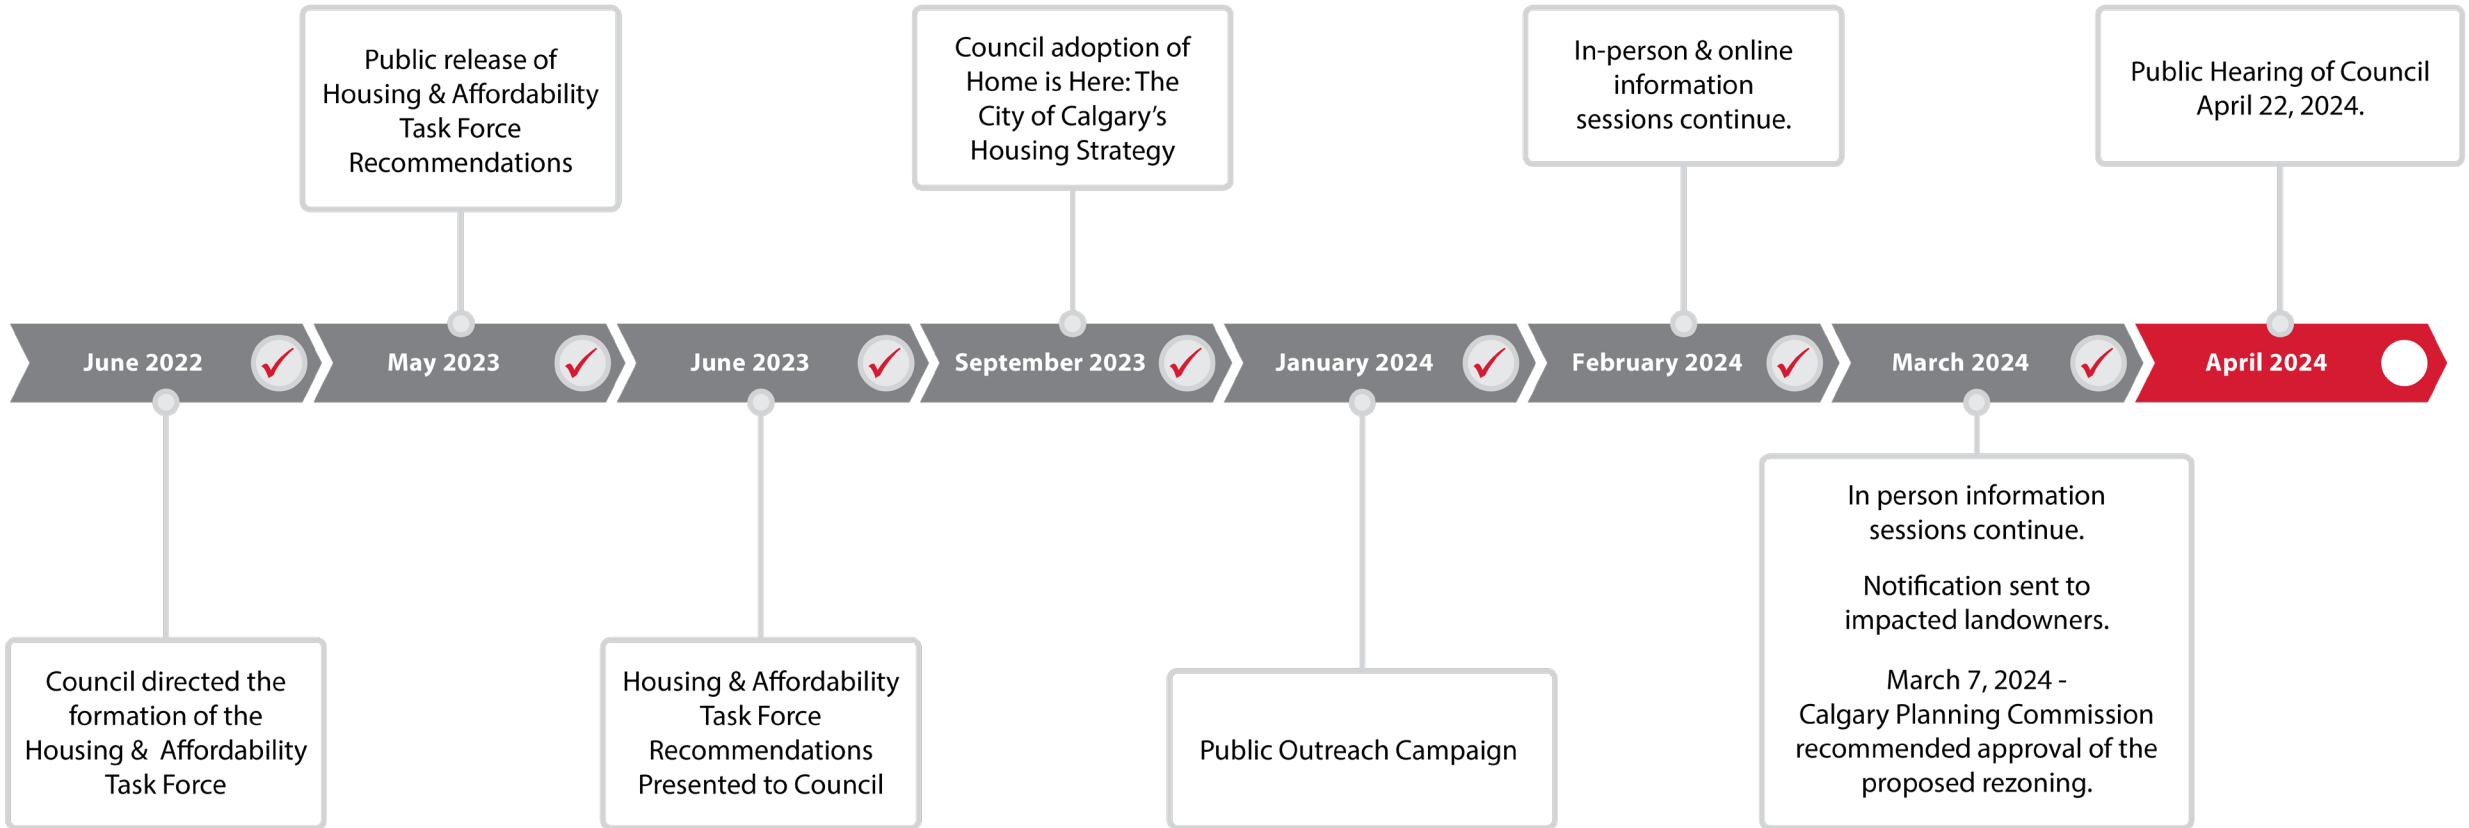 Public release of
Housing & Affordability
Task Force
Recommendations
Council adoption of
Home is Here: The
City of Calgary’s
Housing Strategy
In-person & online
information
sessions continue.
Public Hearing of Council
April 22, 2024.
June 2022
May 2023
June 2023
September 2023
January 2024
February 2024
March 2024
April 2024
Council directed the
formation of the
Housing & Affordability
Task Force
Housing & Affordability
Task Force
Recommendations
Presented to Council
Public Outreach Campaign
In person information
sessions continue.
Notification sent to
impacted landowners.
March 7, 2024 -
Calgary Planning Commission
recommended approval of the
proposed rezoning.